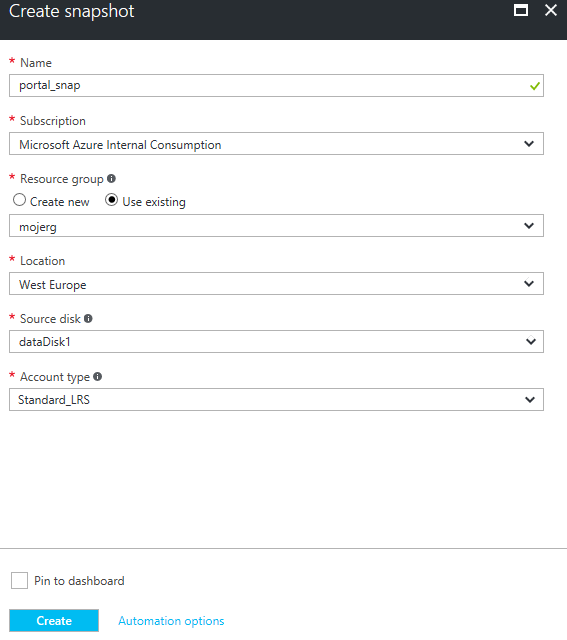 Create snapshot
* Name
portal_snap
* Subscription
Microsoft Azure Internal Consumption
* Resource group
Create new Use existing
mojerg
* Location
West Europe
* Source disk
dataDisk1
* Account type
Standard_LRS
Pin to dashboard
Create Automation options